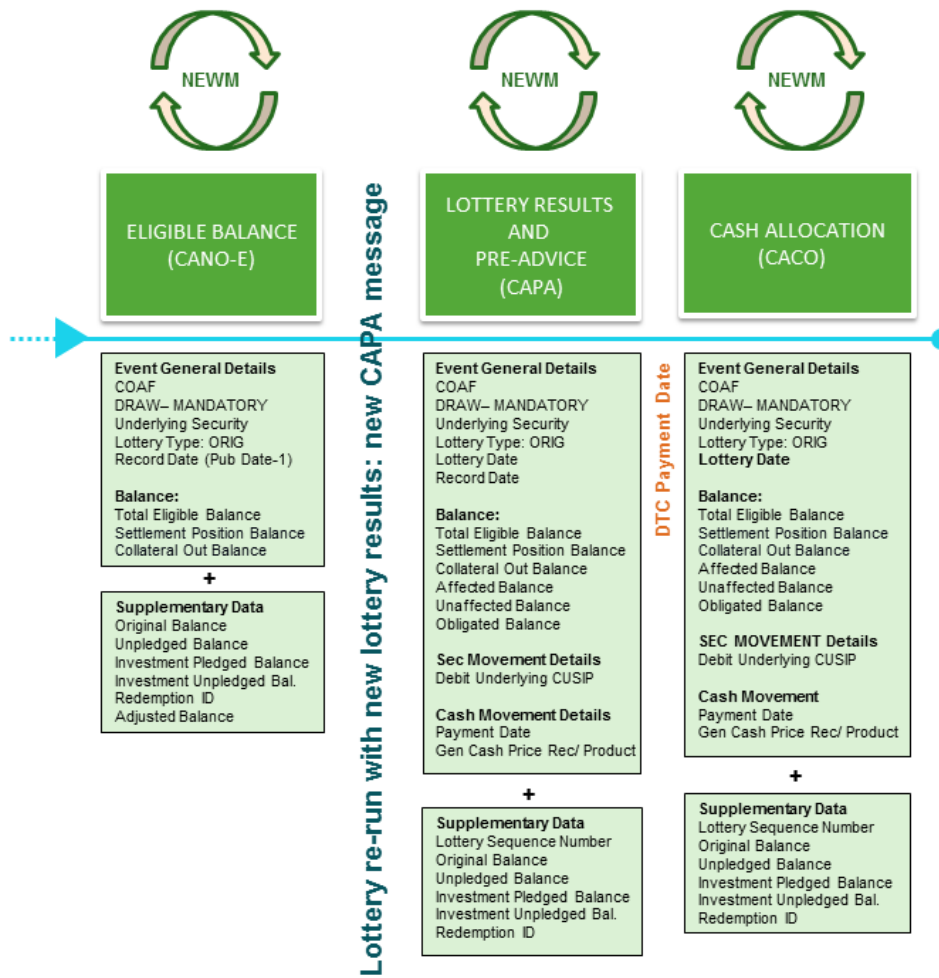 NEWM
NEWM
NEWM
ELIGIBLE BALANCE
(CANO-E)
Lottery re-run with new lottery results: new CAPA message
LOTTERY RESULTS
AND
PRE-ADVICE
(CAPA)
CASH ALLOCATION
(CACO)
Event General Details
COAF
DRAW– MANDATORY
Underlying Security
Lottery Type: ORIG
Record Date (Pub Date-1)
Balance:
Total Eligible Balance
Settlement Position Balance
Collateral Out Balance
+
Supplementary Data
Original Balance
Unpledged Balance
Investment Pledged Balance
Investment Unpledged Bal.
Redemption ID
Adjusted Balance
Event General Details
COAF
DRAW– MANDATORY
Underlying Security
Lottery Type: ORIG
Lottery Date
Record Date
Balance:
Total Eligible Balance
Settlement Position Balance
Collateral Out Balance
Affected Balance
Unaffected Balance
Obligated Balance
Sec Movement Details
Debit Underlying CUSIP
Cash Movement Details
Payment Date
Gen Cash Price Rec/ Product
+
Supplementary Data
Lottery Sequence Number
Original Balance
Unpledged Balance
Investment Pledged Balance
Investment Unpledged Bal.
Redemption ID
DTC Payment Date
Event General Details
COAF
DRAW– MANDATORY
Underlying Security
Lottery Type: ORIG
Lottery Date
Balance:
Total Eligible Balance
Settlement Position Balance
Collateral Out Balance
Affected Balance
Unaffected Balance
Obligated Balance
SEC MOVEMENT Details
Debit Underlying CUSIP
Cash Movement
Payment Date
Gen Cash Price Rec/ Product
+
Supplementary Data
Lottery Sequence Number
Original Balance
Unpledged Balance
Investment Pledged Balance
Investment Unpledged Bal.
Redemption ID